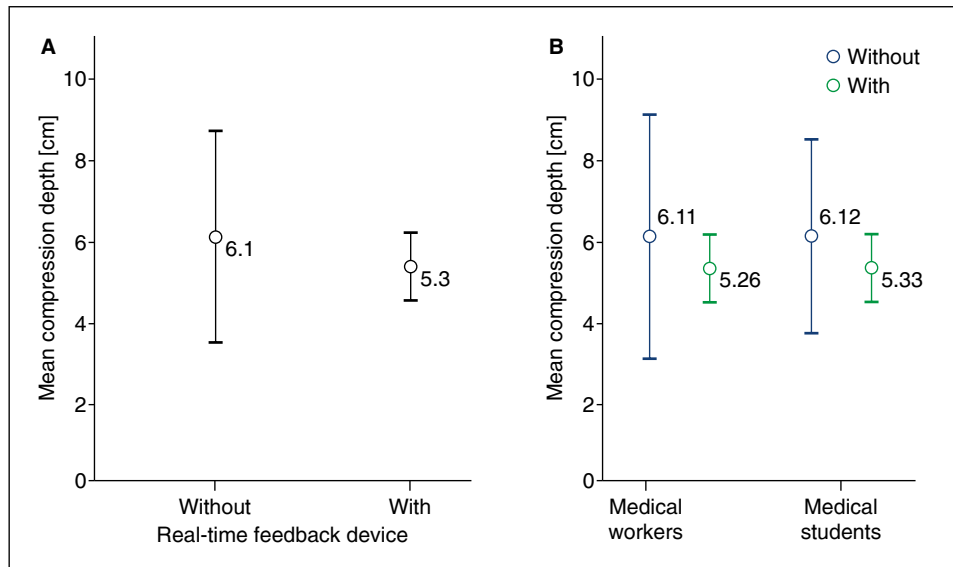 A
Mean compression depth [cm]
10
8
6
4
2
0
6.1
5.3
Without
With
Real-time feedback device
B
Without
With
Mean compression depth [cm]
10
8
6
4
2
0
6.11
5.26
6.12
5.33
Medical
workers
Medical
students